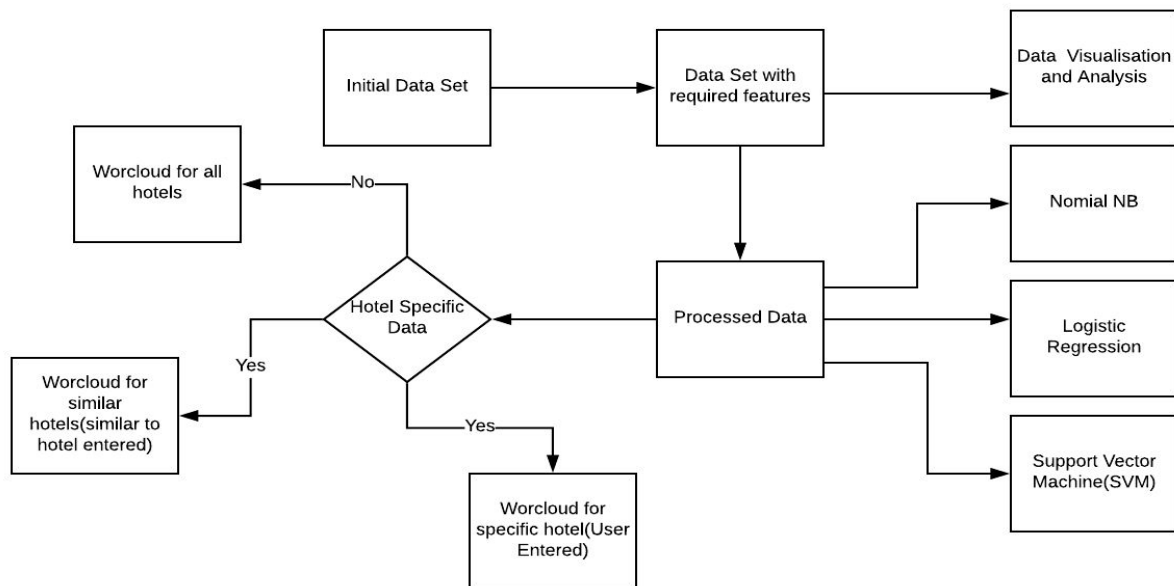 Initial Data Set
Data Set with
required features
Data Visualisation
and Analysis
Worcloud for all
hotels
No
Nomial NB
Hotel Specific
Data
Processed Data
Logistic
Regression
Yes
Worcloud for
similar
hotels(similar to
hotel entered)
Yes
Worcloud for
specific hotel(User
Entered)
Support Vector
Machine(SVM)